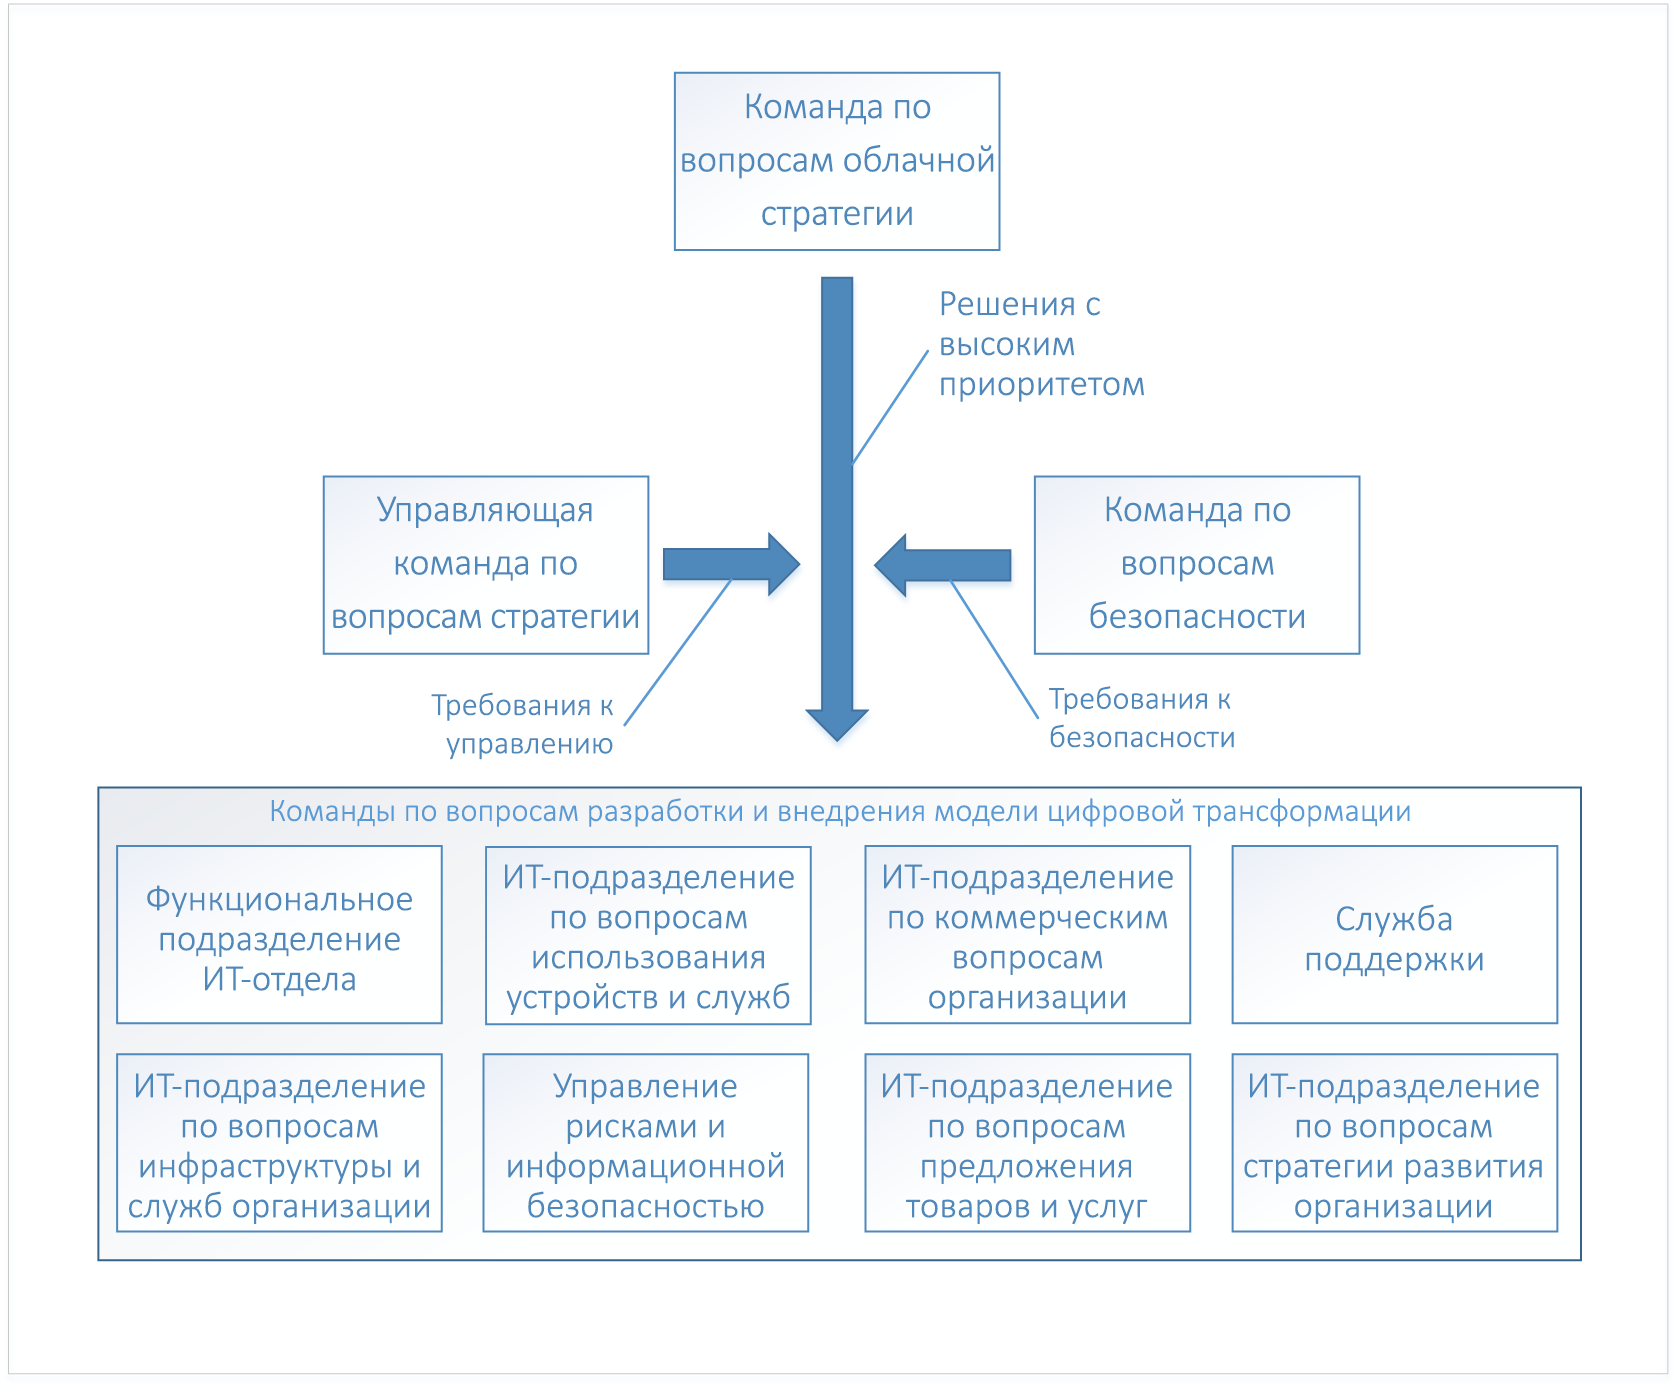 Команда по
вопросам облачной
стратегии
Решения с
высоким
приоритетом
Управляющая
команда по
вопросам стратегии
Команда по
вопросам
безопасности
Требования к
управлению
Требования к
безопасности
Команды по вопросам разработки и внедрения модели цифровой трансформации
Функциональное
подразделение
ИТ-отдела
ИТ-подразделение
по вопросам
использования
устройств и служб
ИТ-подразделение
по коммерческим
вопросам
организации
Служба
поддержки
ИТ-подразделение
по вопросам
инфраструктуры и
служб организации
Управление
рисками и
информационной
безопасностью
ИТ-подразделение
по вопросам
предложения
товаров и услуг
ИТ-подразделение
по вопросам
стратегии развития
организации